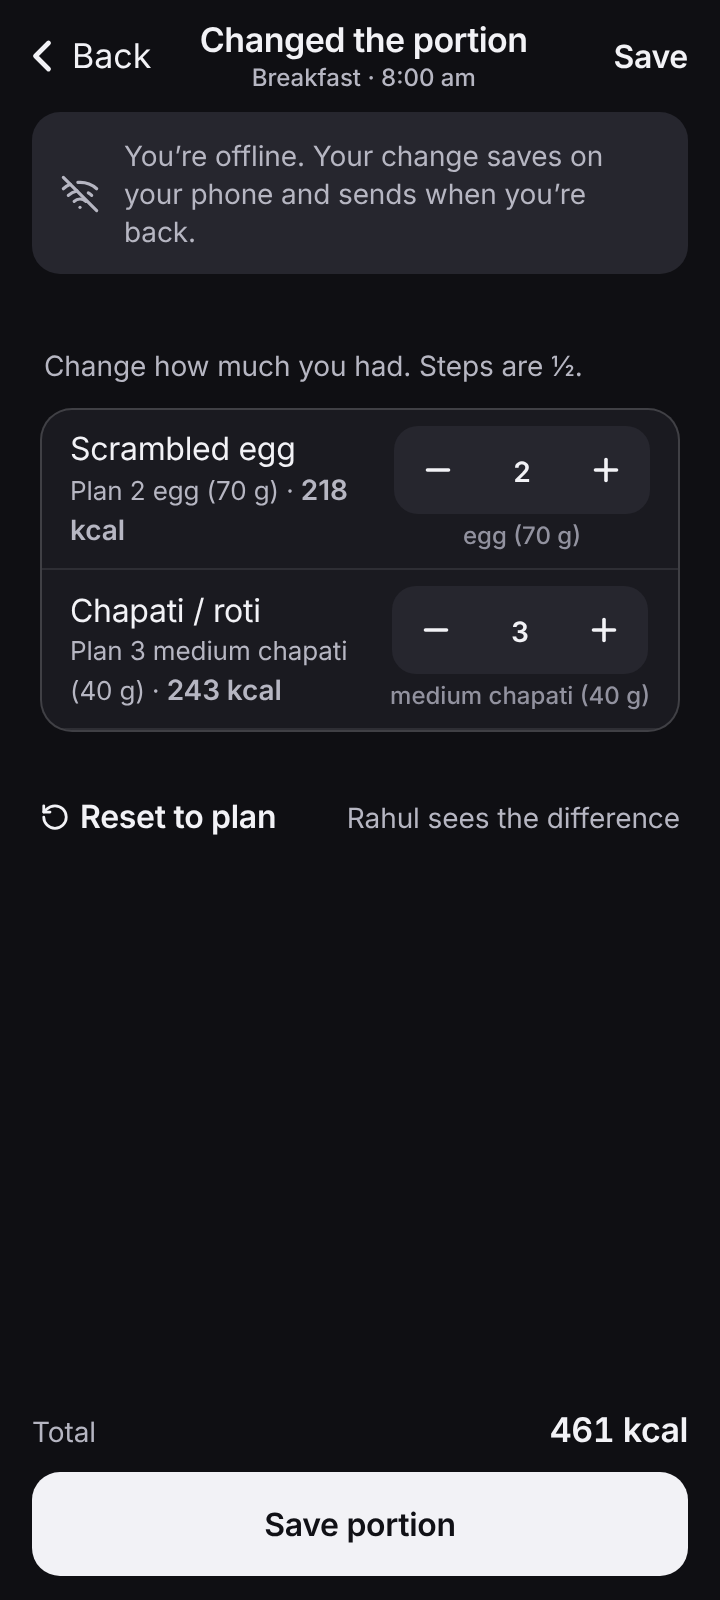 Back
Changed the portion
Breakfast · 8:00 am
Save
You’re offline. Your change saves on
your phone and sends when you’re
back.
Change how much you had. Steps are ½.
Scrambled egg
Plan 2 egg (70 g) · 218
kcal
2
egg (70 g)
Chapati / roti
Plan 3 medium chapati
(40 g) · 243 kcal
3
medium chapati (40 g)
Reset to plan
Rahul sees the difference
Total
461 kcal
Save portion